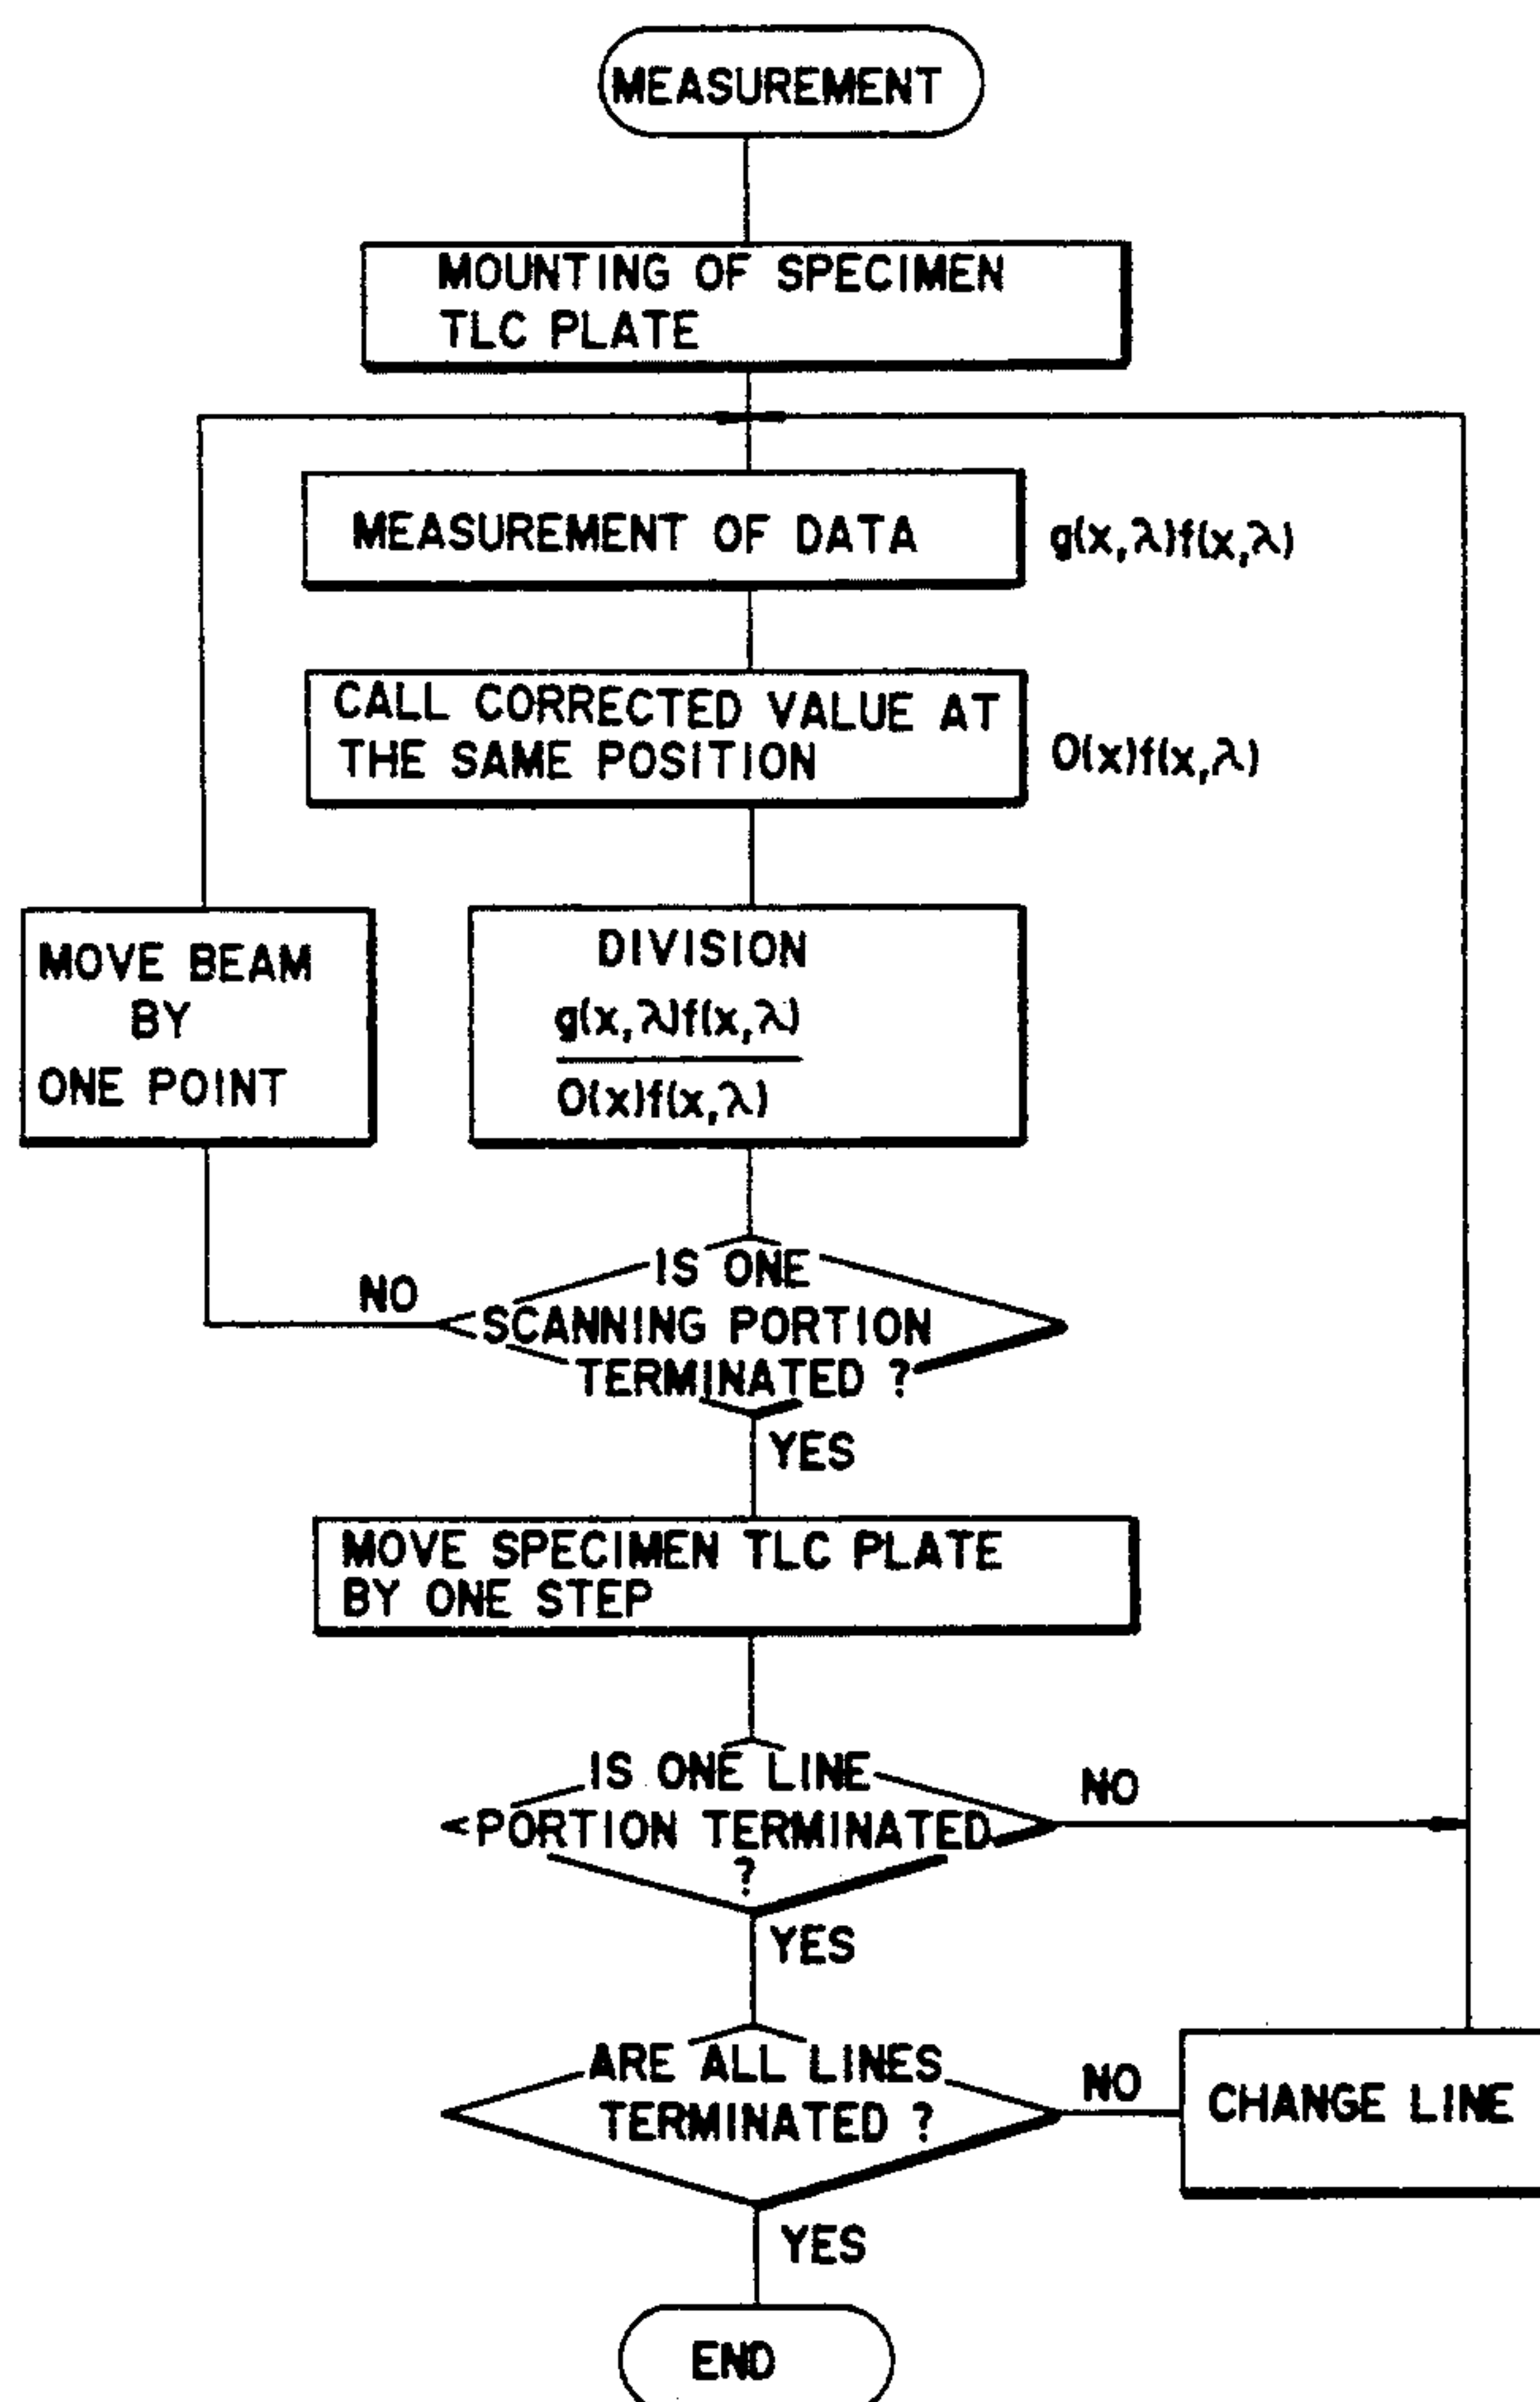 MEASUREMENT
MOUNTING OF SPECIMEN
TLC PLATE
MEASUREMENT OF DATA
g(x,λ)f(x,λ)
CALL CORRECTED VALUE AT
THE SAME POSITION
O(x)f(x,λ)
MOVE BEAM
BY
ONE POINT
DIVISION
g(x,λ)f(x,λ)
O(x)f(x,λ)
IS ONE
SCANNING PORTION
TERMINATED ?
NO
YES
MOVE SPECIMEN TLC PLATE
BY ONE STEP
IS ONE LINE
PORTION TERMINATED
?
NO
YES
ARE ALL LINES
TERMINATED ?
NO
CHANGE LINE
YES
END